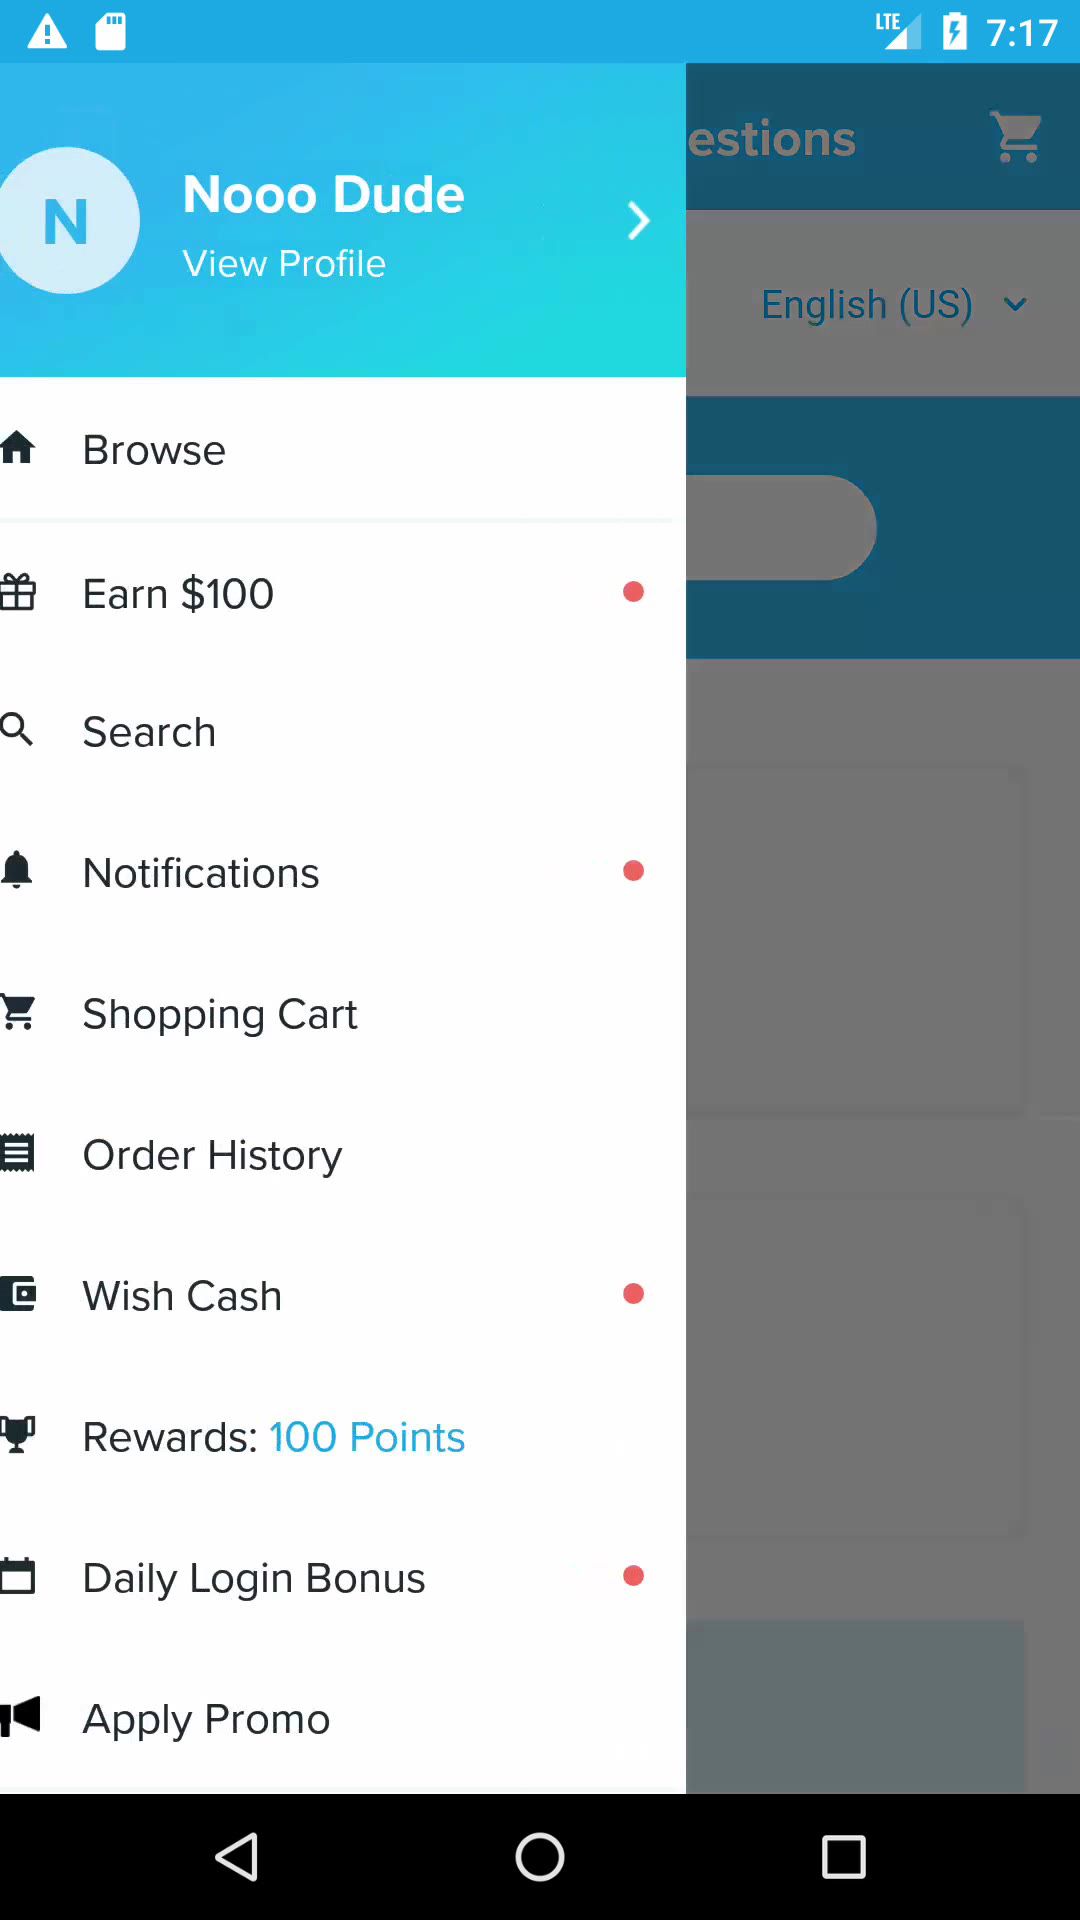 LTE 7:17
N
Nooo Dude
View Profile
estions
English (US)
Browse
Earn $100
Search
Notifications
Shopping Cart
Order History
Wish Cash
Rewards: 100 Points
Daily Login Bonus
Apply Promo